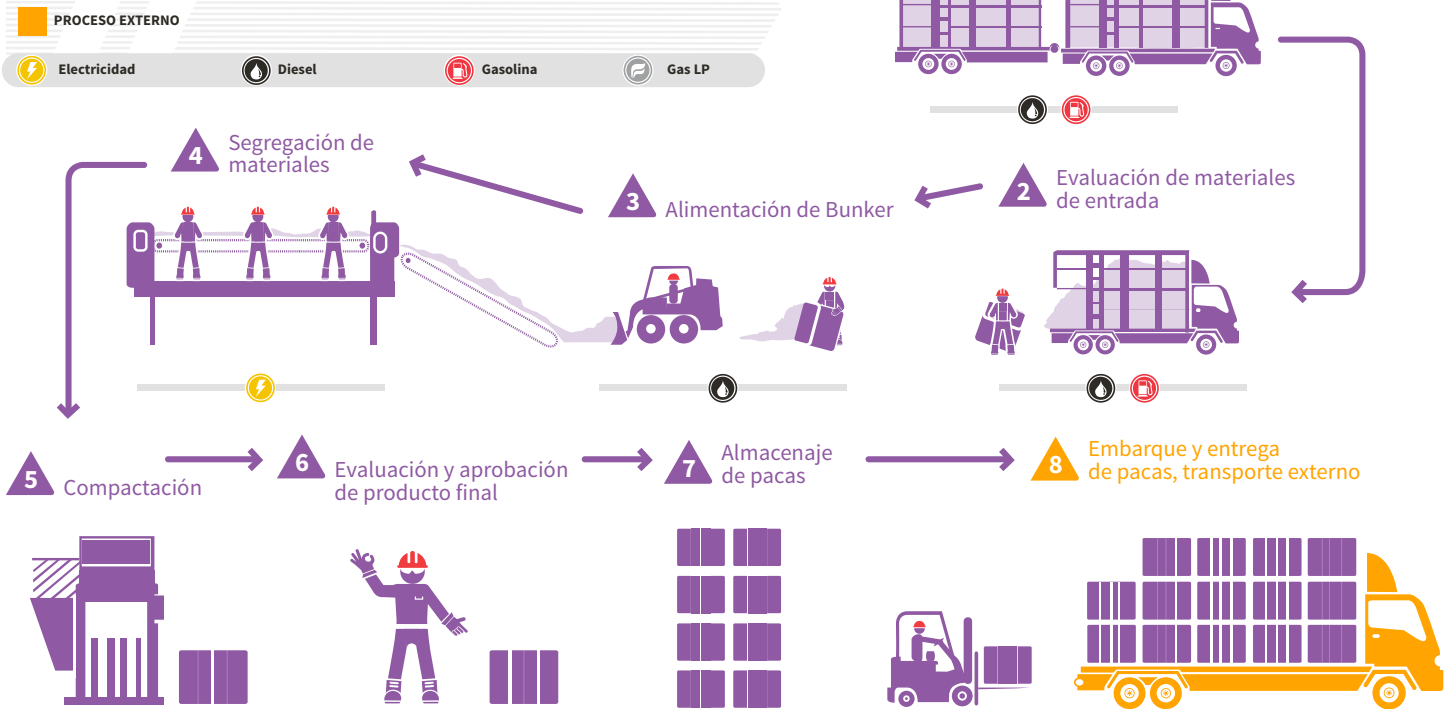 PROCESO EXTERNO
Electricidad
Diesel
Gasolina
Gas LP
4
Segregación de
materiales
3
Alimentación de Bunker
2
Evaluación de materiales
de entrada
5
Compactación
6
Evaluación y aprobación
de producto final
7
Almacenaje
de pacas
8
Embarque y entrega
de pacas, transporte externo